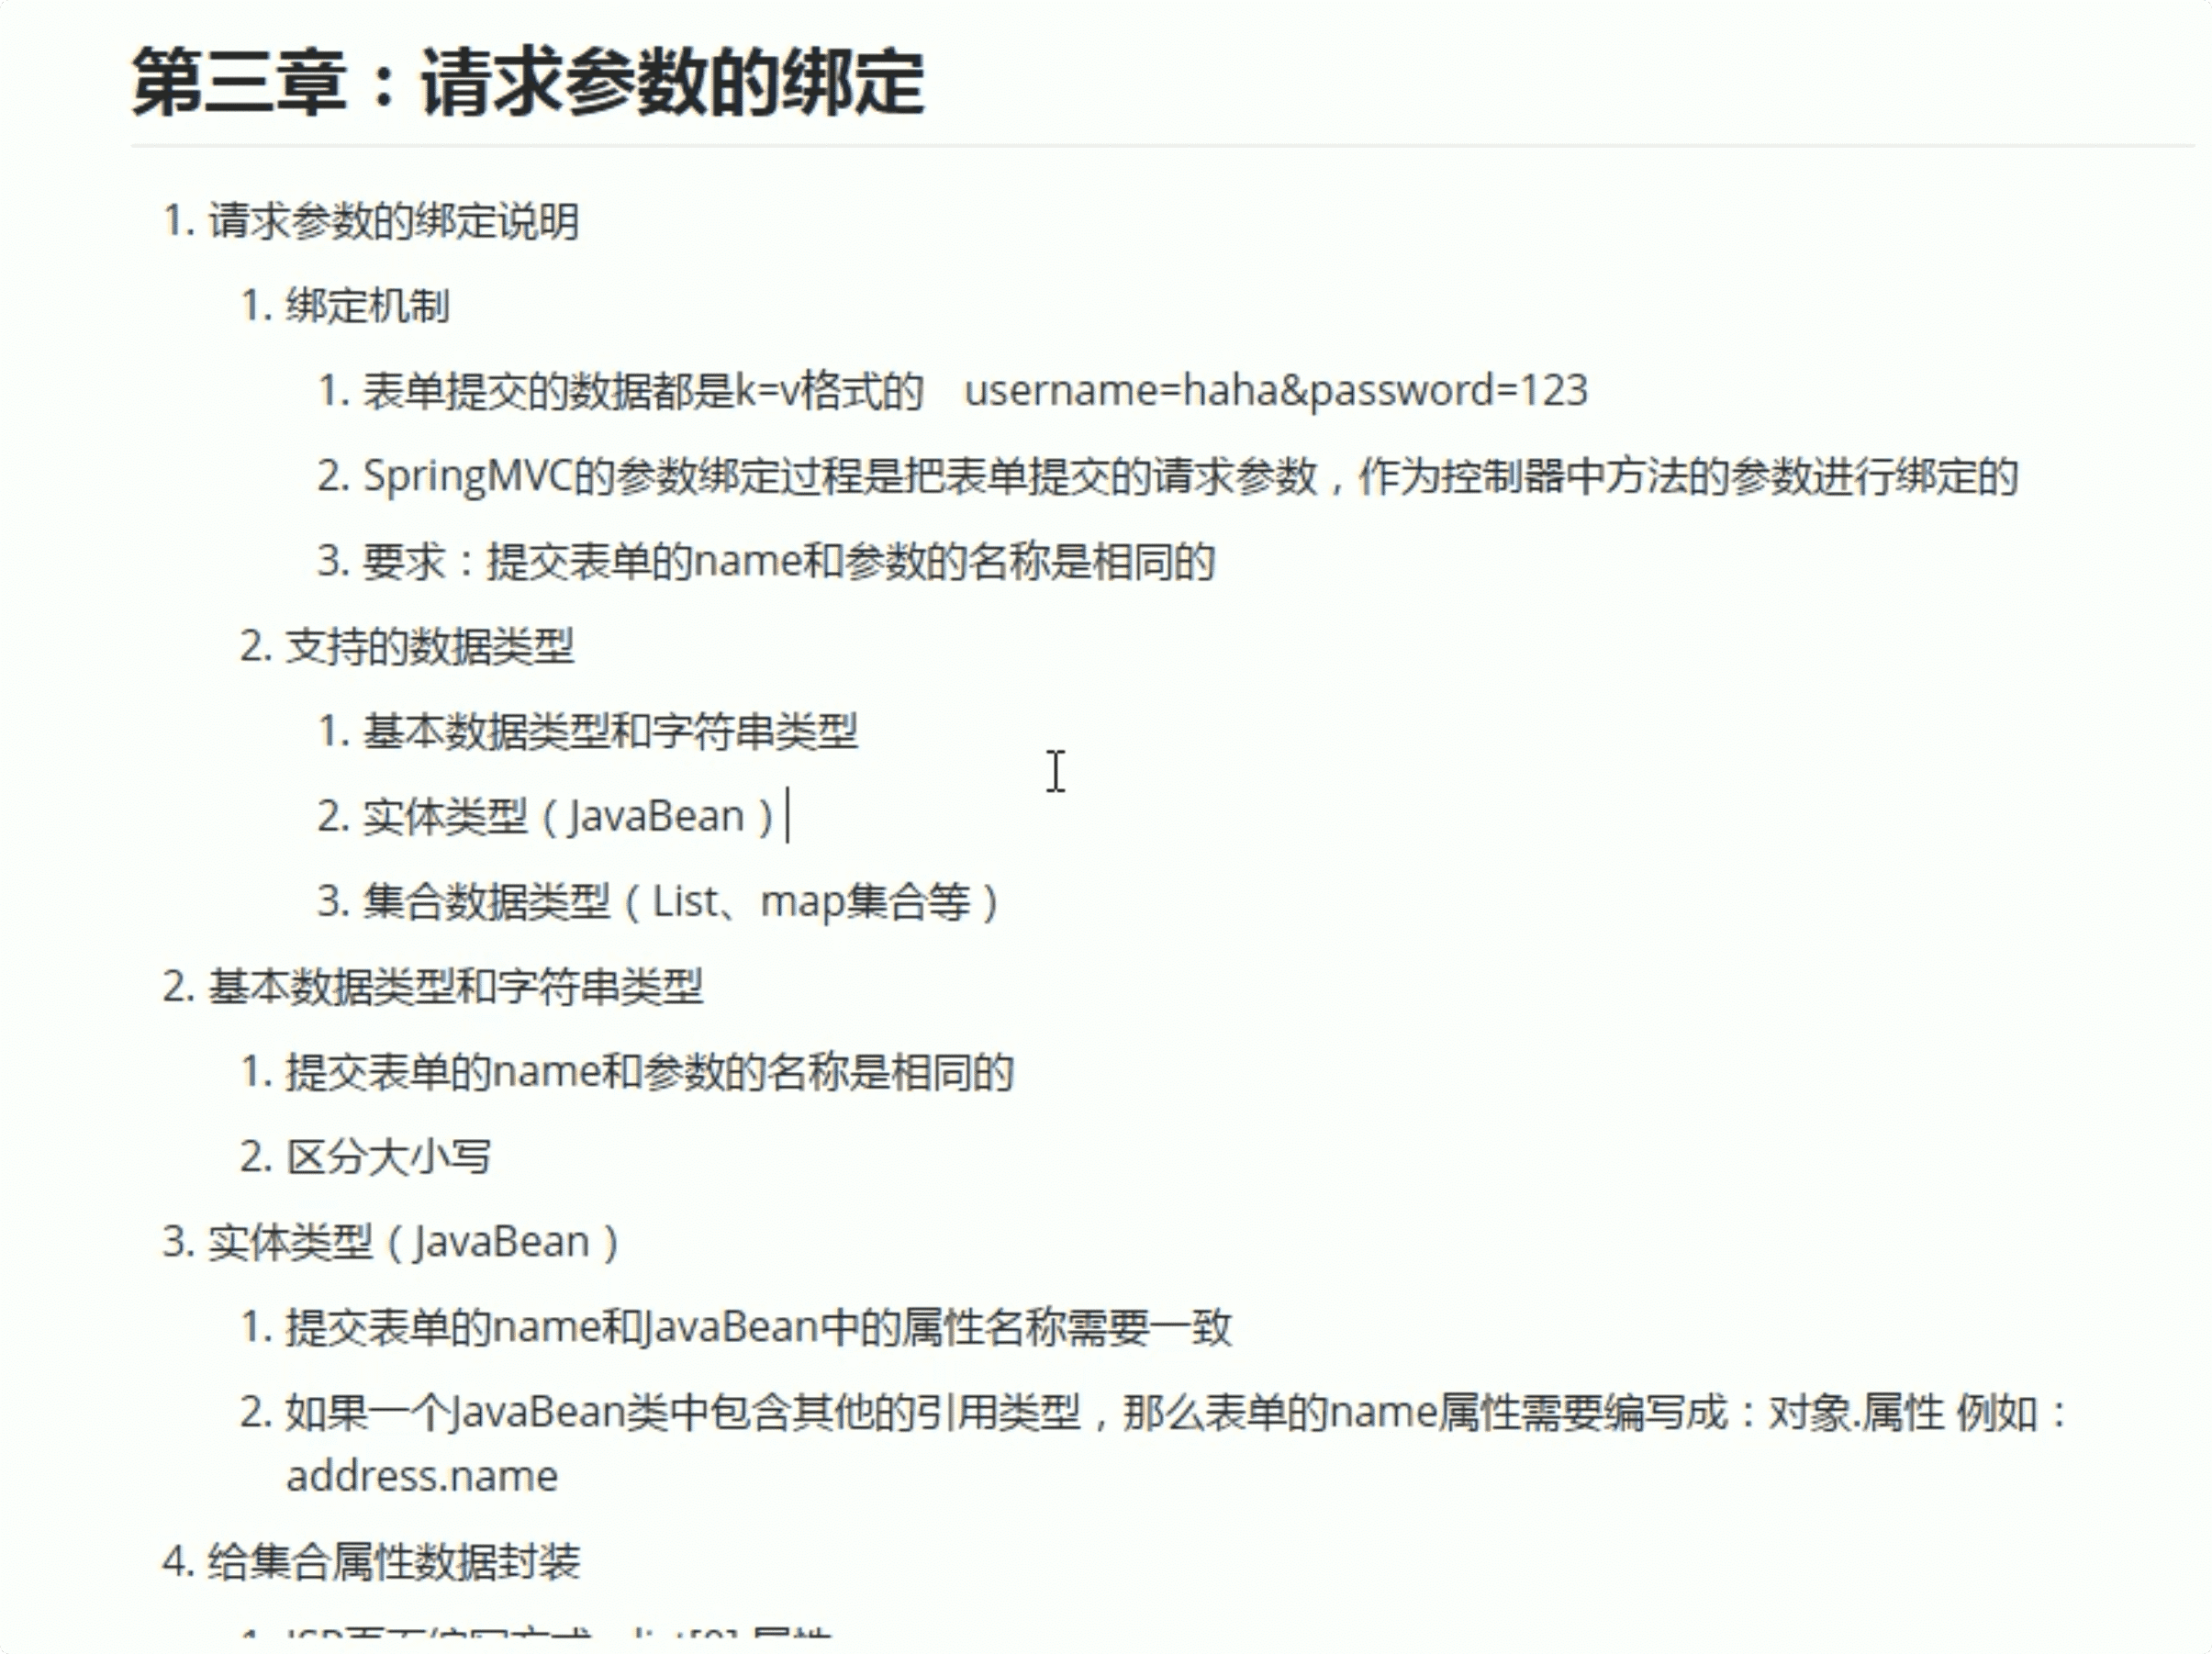 第三章：请求参数的绑定
1. 请求参数的绑定说明
1. 绑定机制
1. 表单提交的数据都是k=v格式的 username=haha&password=123
2. SpringMVC的参数绑定过程是把表单提交的请求参数，作为控制器中方法的参数进行绑定的
3. 要求：提交表单的name和参数的名称是相同的
2. 支持的数据类型
1. 基本数据类型和字符串类型
2. 实体类型（JavaBean）
3. 集合数据类型（List、map集合等）
2. 基本数据类型和字符串类型
1. 提交表单的name和参数的名称是相同的
2. 区分大小写
3. 实体类型（JavaBean）
1. 提交表单的name和JavaBean中的属性名称需要一致
2. 如果一个JavaBean类中包含其他的引用类型，那么表单的name属性需要编写成：对象.属性 例如：
address.name
4. 给集合属性数据封装
1. JSP页面编写方式：list[0].属性